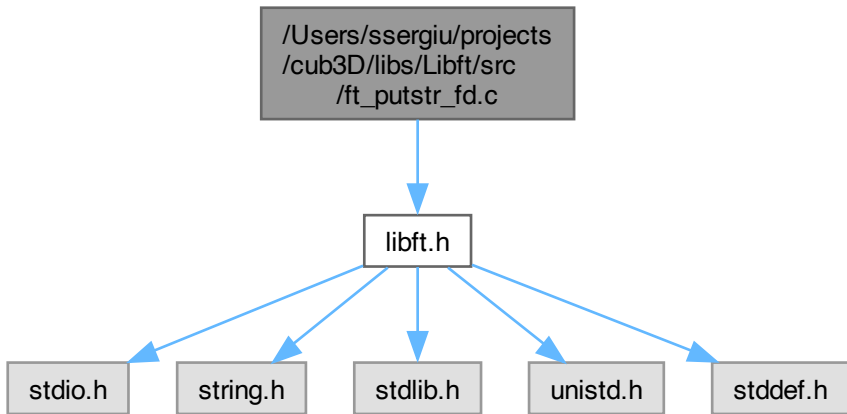 /Users/ssergiu/projects
/cub3D/libs/Libft/src
/ft_putstr_fd.c
libft.h
stdio.h
string.h
stdlib.h
unistd.h
stddef.h